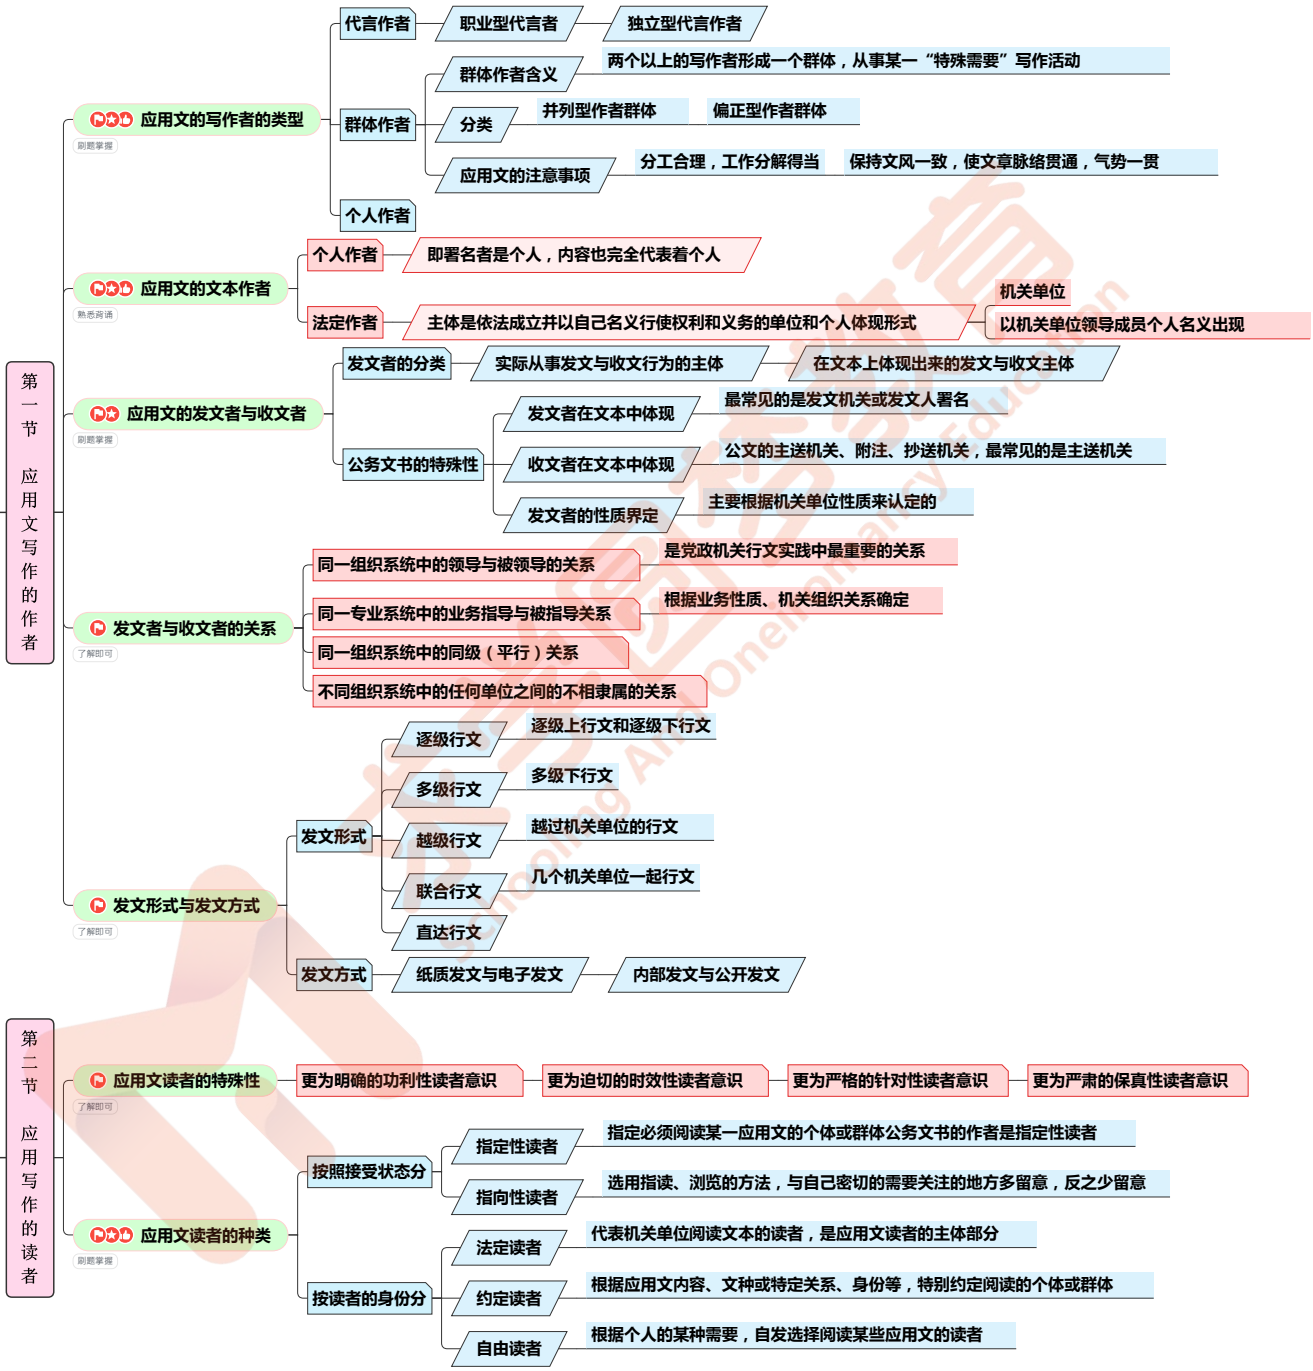 第一节 应用文写作的作者
应用文的写作者的类型
刷题掌握
代言作者
职业型代言者
独立型代言作者
群体作者
群体作者含义
两个以上的写作者形成一个群体，从事某一“特殊需要”写作活动
分类
并列型作者群体
偏正型作者群体
应用文的注意事项
分工合理，工作分解得当
保持文风一致，使文章脉络贯通，气势一贯
个人作者
应用文的文本作者
熟悉背诵
个人作者
即署名者是个人，内容也完全代表着个人
法定作者
主体是依法成立并以自己名义行使权利和义务的单位和个人体现形式
机关单位
以机关单位领导成员个人名义出现
应用文的发文者与收文者
刷题掌握
发文者的分类
实际从事发文与收文行为的主体
在文本上体现出来的发文与收文主体
公务文书的特殊性
发文者在文本中体现
最常见的是发文机关或发文人署名
收文者在文本中体现
公文的主送机关、附注、抄送机关，最常见的是主送机关
发文者的性质界定
主要根据机关单位性质来认定的
发文者与收文者的关系
了解即可
同一组织系统中的领导与被领导的关系
是党政机关行文实践中最重要的关系
同一专业系统中的业务指导与被指导关系
根据业务性质、机关组织关系确定
同一组织系统中的同级（平行）关系
不同组织系统中的任何单位之间的不相隶属的关系
发文形式与发文方式
了解即可
发文形式
逐级行文
逐级上行文和逐级下行文
多级行文
多级下行文
越级行文
越过机关单位的行文
联合行文
几个机关单位一起行文
直达行文
发文方式
纸质发文与电子发文
内部发文与公开发文
第二节 应用写作的读者
应用文读者的特殊性
了解即可
更为明确的功利性读者意识
更为迫切的时效性读者意识
更为严格的针对性读者意识
更为严肃的保真性读者意识
应用文读者的种类
刷题掌握
按照接受状态分
指定性读者
指定必须阅读某一应用文的个体或群体公务文书的作者是指定性读者
指向性读者
选用指读、浏览的方法，与自己密切的需要关注的地方多留意，反之少留意
按读者的身份分
法定读者
代表机关单位阅读文本的读者，是应用文读者的主体部分
约定读者
根据应用文内容、文种或特定关系、身份等，特别约定阅读的个体或群体
自由读者
根据个人的某种需要，自发选择阅读某些应用文的读者
求学圆梦教育
Schooling And Oneiromancy Education